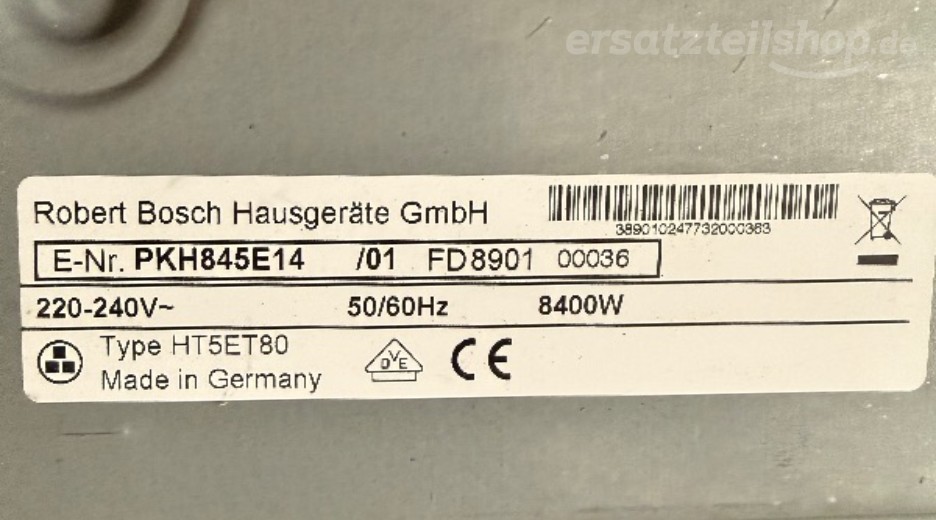 ersatzteilshop.de
Robert Bosch Hausgeräte GmbH
389010247732000363
E-Nr. PKH845E14 /01 FD8901 00036
220-240V~ 50/60Hz 8400W
Type HT5ET80
Made in Germany
DVE
CE